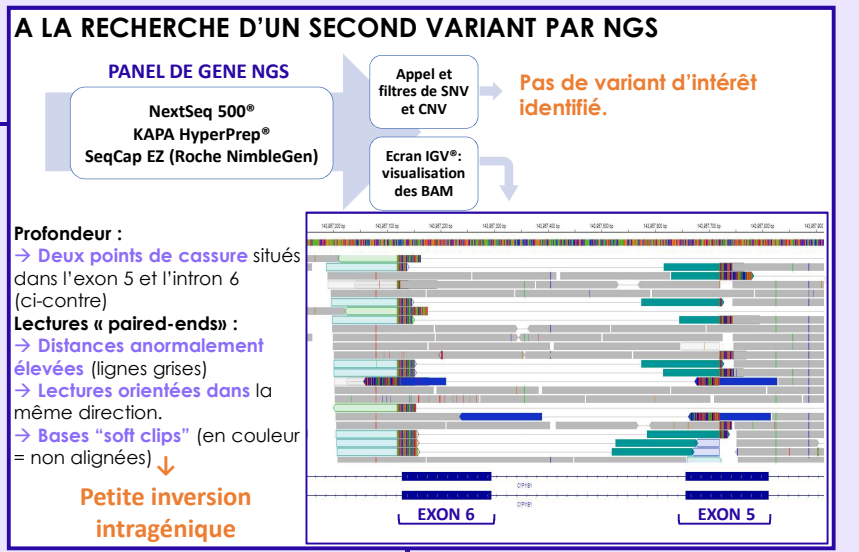 A LA RECHERCHE D’UN SECOND VARIANT PAR NGS
PANEL DE GENE NGS
NextSeq 500®
KAPA HyperPrep®
SeqCap EZ (Roche NimbleGen)
Appel et
filtres de SNV
et CNV
Pas de variant d’intérêt
identifié.
Ecran IGV®:
visualisation
des BAM
Profondeur :
→ Deux points de cassure situés
dans l’exon 5 et l’intron 6
(ci-contre)
Lectures « paired-ends» :
→ Distances anormalement
élevées (lignes grises)
→ Lectures orientées dans la
même direction.
→ Bases “soft clips” (en couleur
= non alignées)
Petite inversion
intragénique
EXON 6
EXON 5